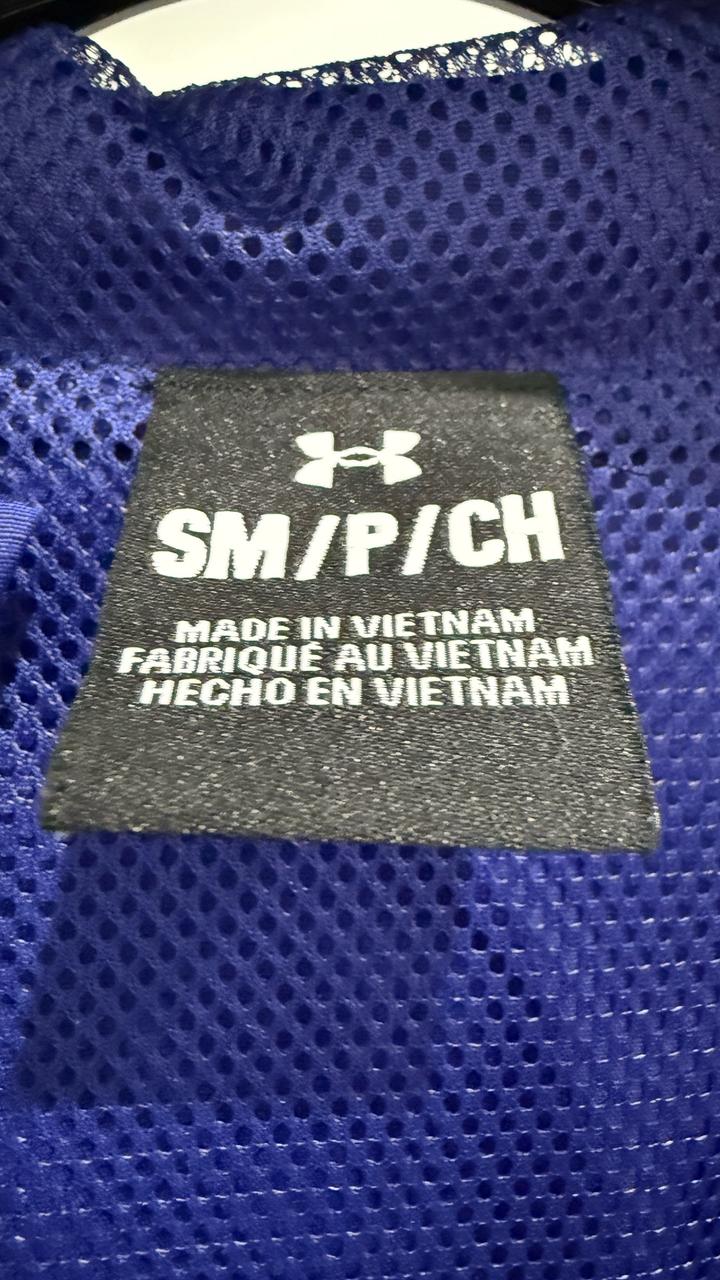 SM/P/CH
MADE IN VIETNAM
FABRIQUÉ AU VIETNAM
HECHO EN VIETNAM